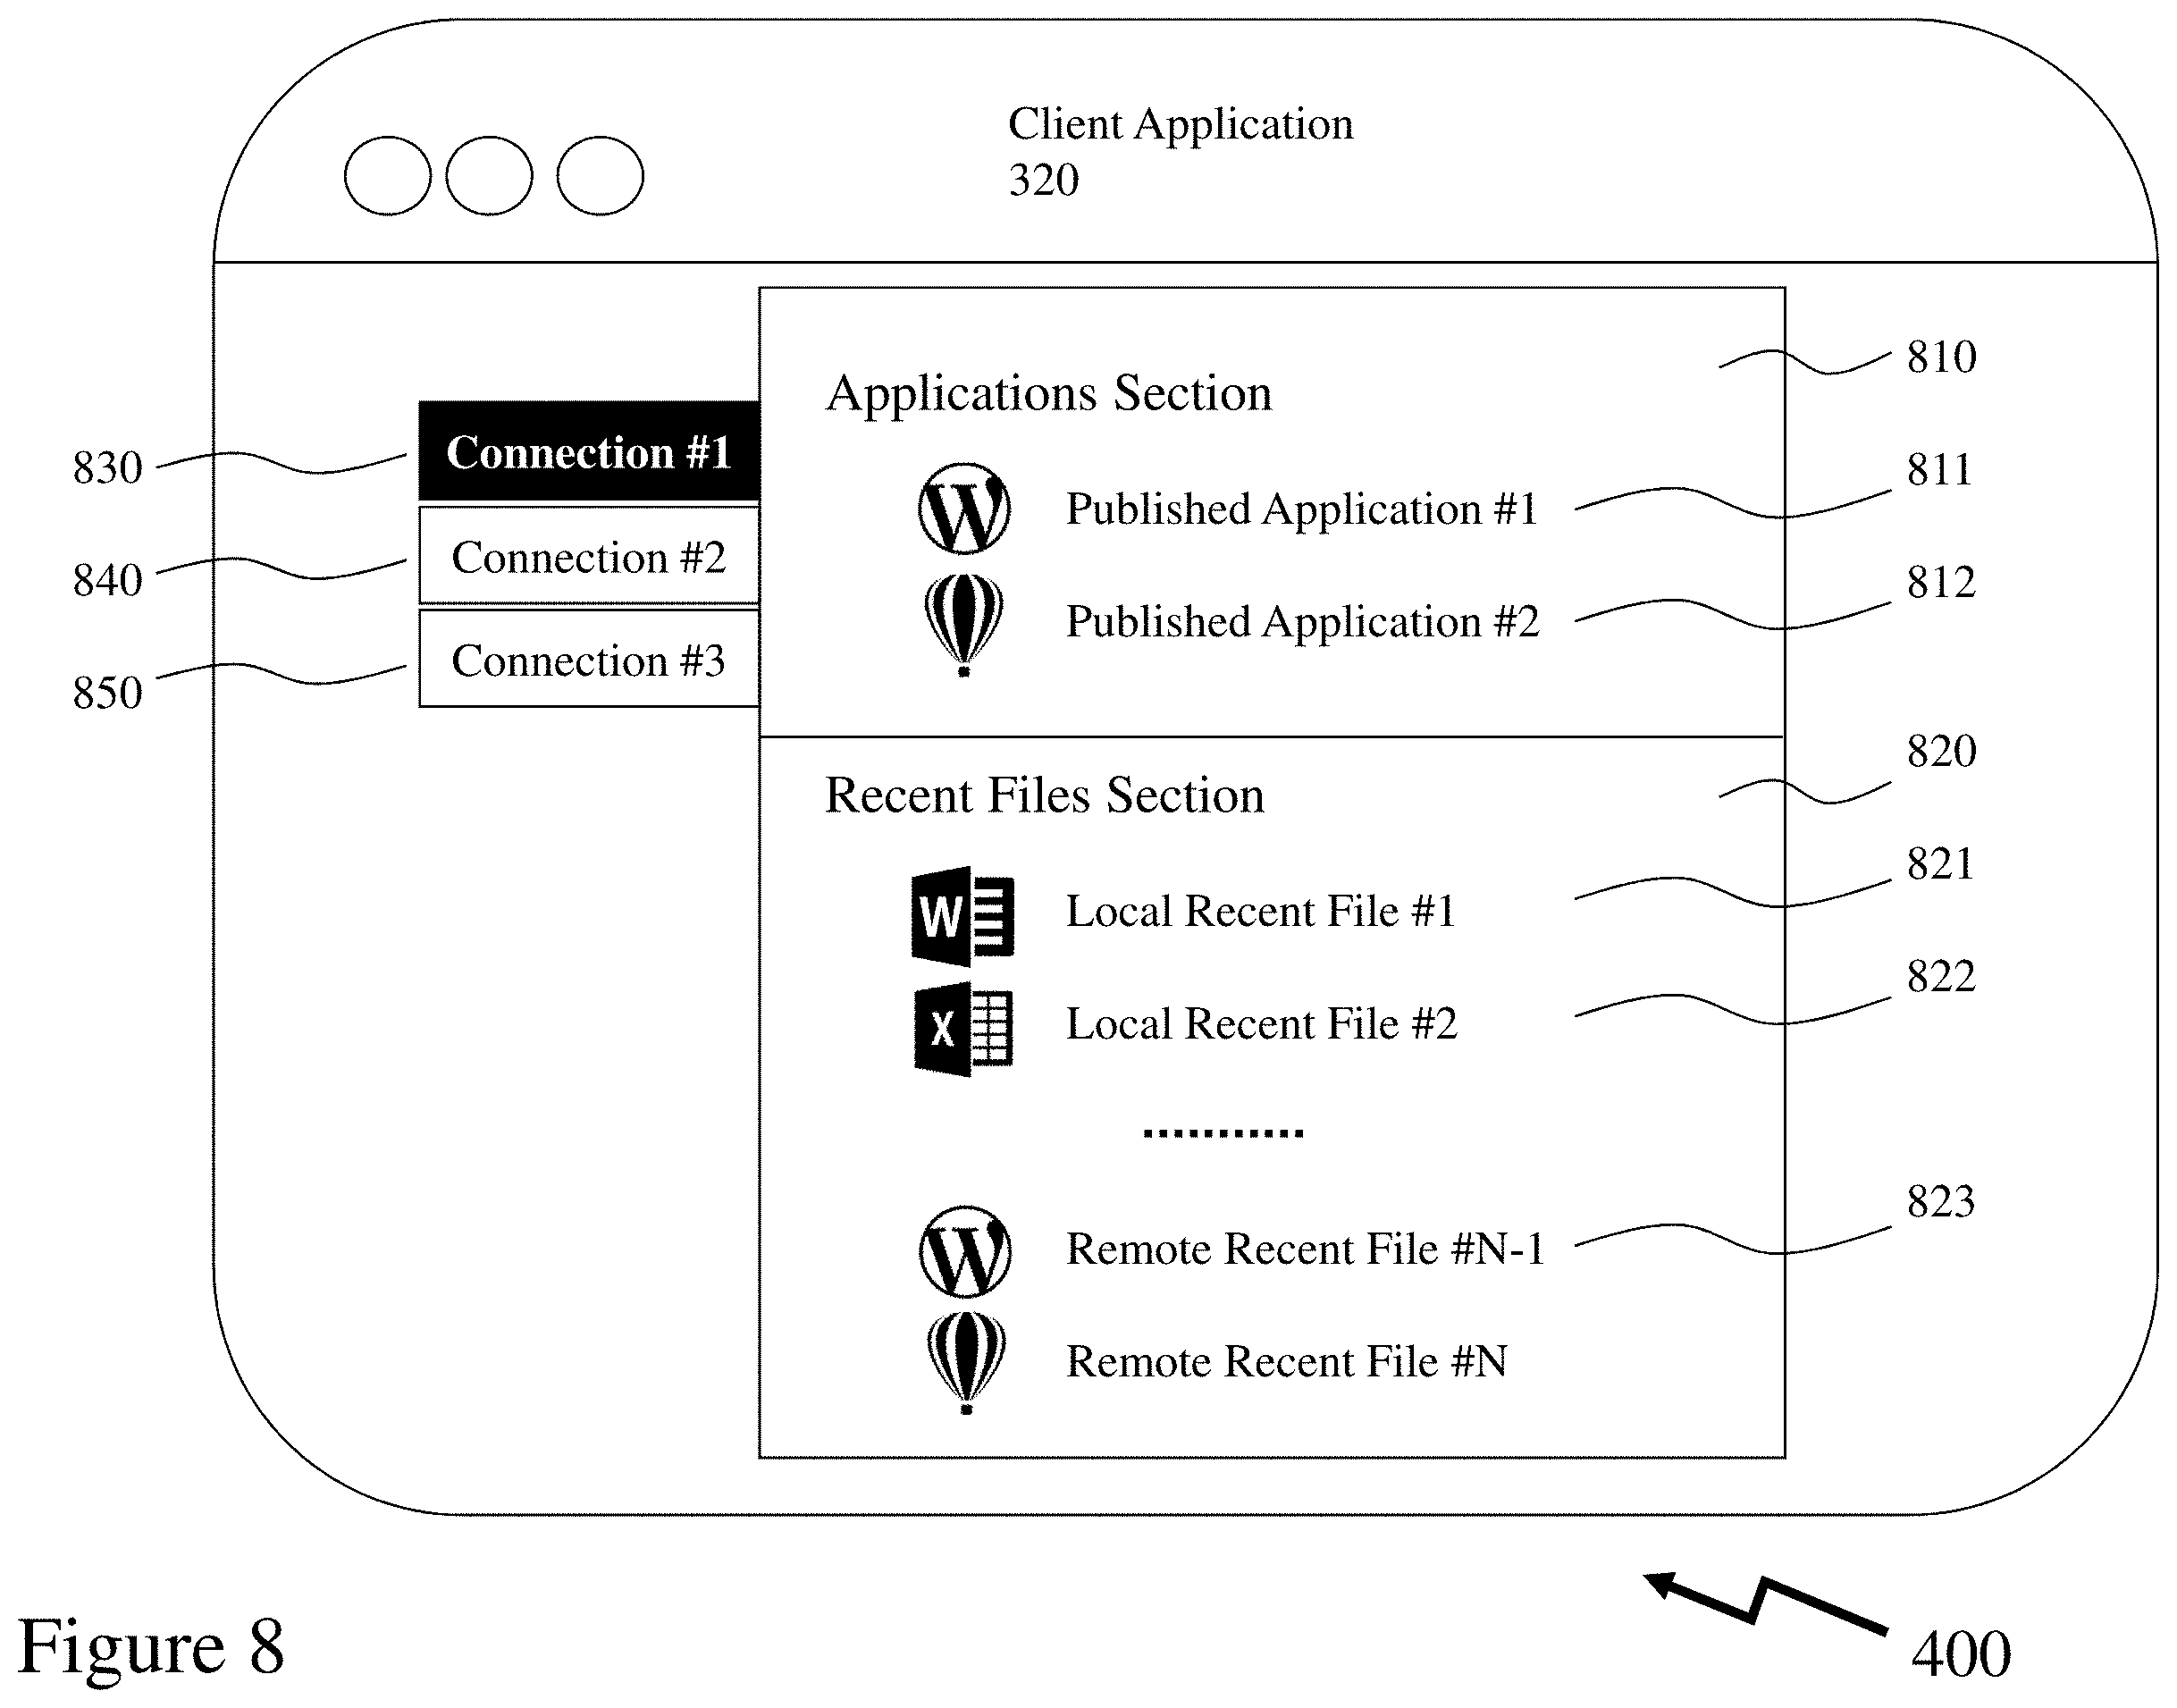 Client Application
320
810
Applications Section
830
Connection #1
W
Published Application #1
811
840
Connection #2
Published Application #2
812
850
Connection #3
820
Recent Files Section
W
Local Recent File #1
821
X
Local Recent File #2
822
...........
W
Remote Recent File #N-1
823
Remote Recent File #N
Figure 8
400